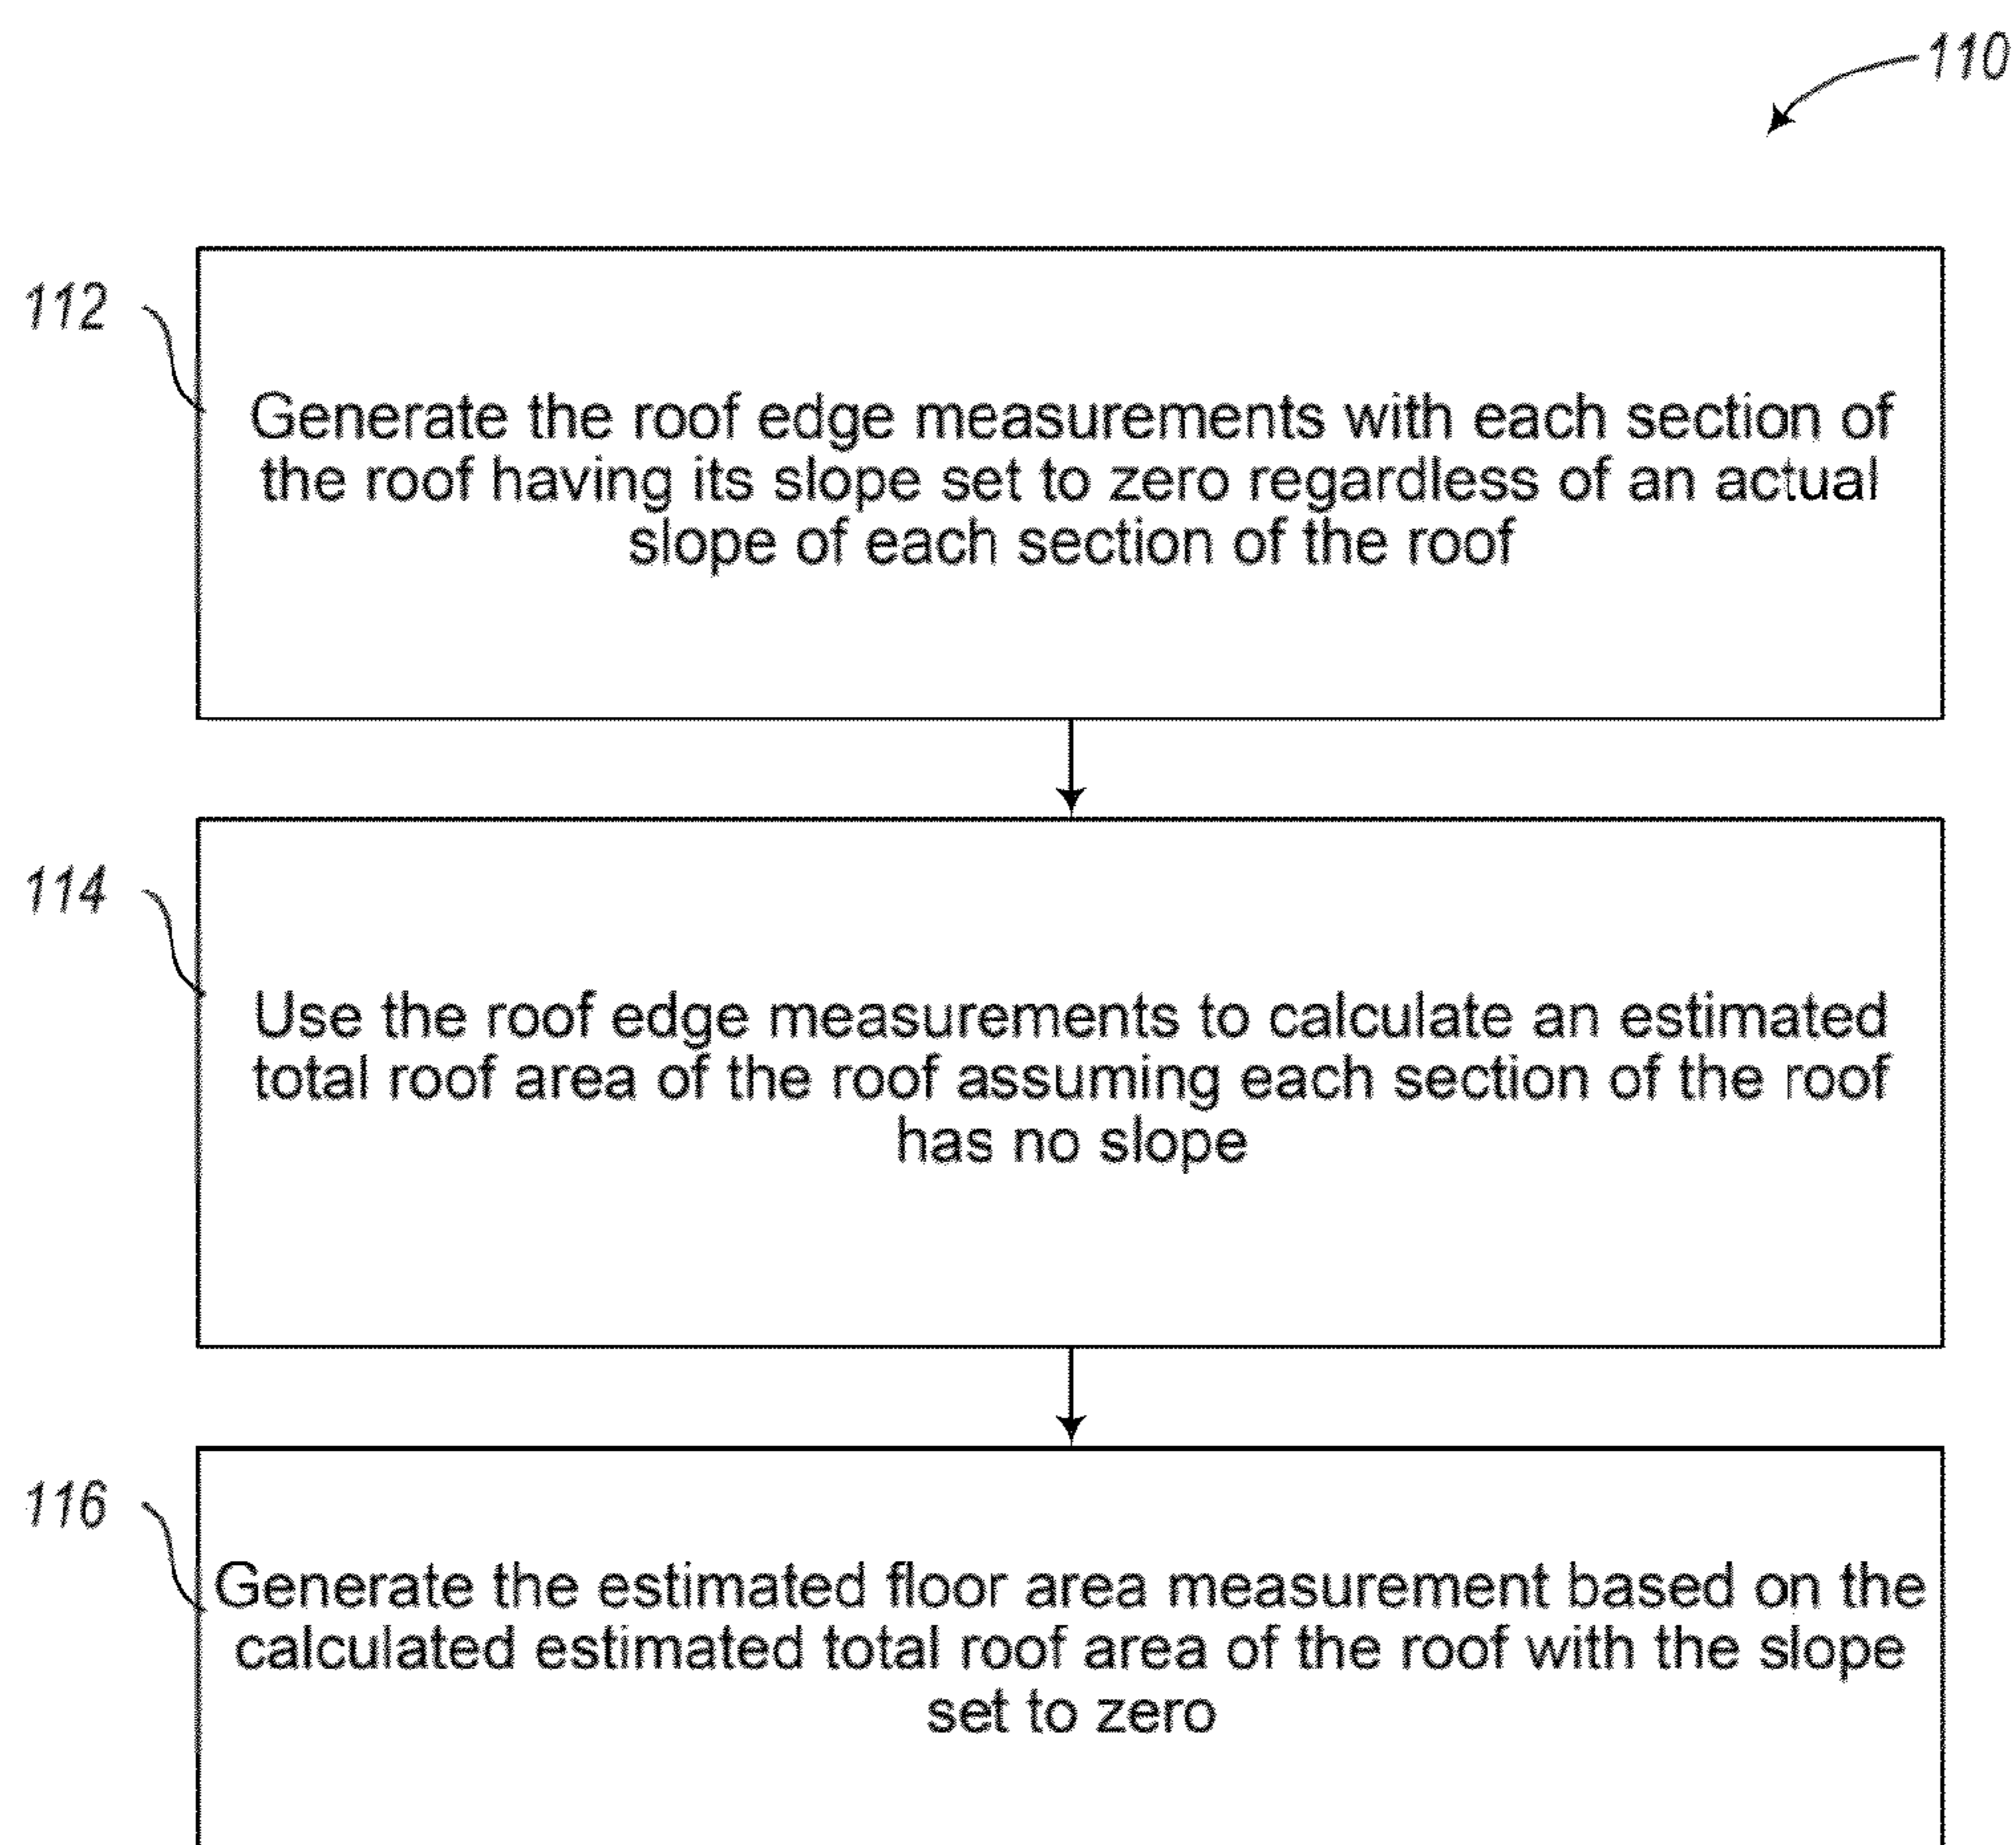 110
112
Generate the roof edge measurements with each section of
the roof having its slope set to zero regardless of an actual
slope of each section of the roof
114
Use the roof edge measurements to calculate an estimated
total roof area of the roof assuming each section of the roof
has no slope
116
Generate the estimated floor area measurement based on the
calculated estimated total roof area of the roof with the slope
set to zero